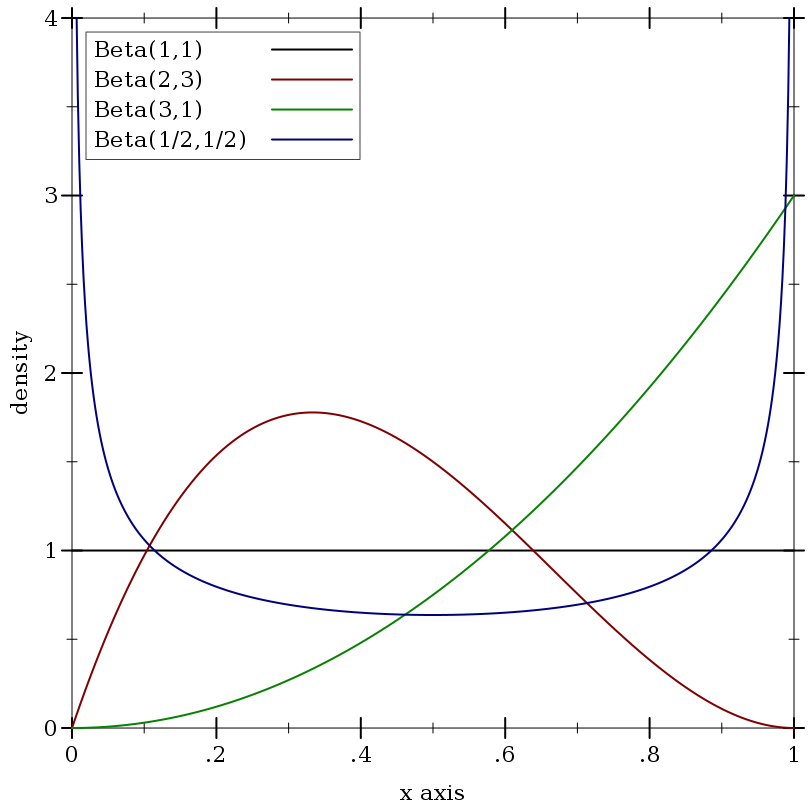 Beta(1,1)
Beta(2,3)
Beta(3,1)
Beta(1/2,1/2)
4
3
2
1
0
density
0 .2 .4 .6 .8 1
x axis